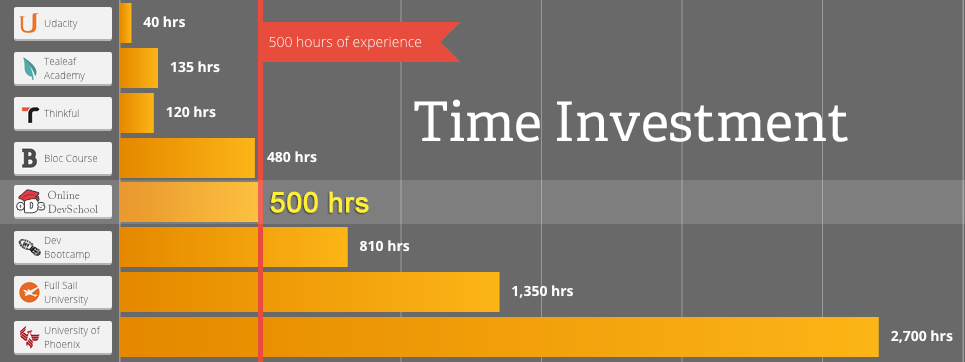 Udacity
40 hrs
500 hours of experience
Tealeaf
Academy
135 hrs
Thinkful
120 hrs
Time Investment
B
Bloc Course
480 hrs
Online
DevSchool
500 hrs
Dev
Bootcamp
810 hrs
Full Sail
University
1,350 hrs
University of
Phoenix
2,700 hrs